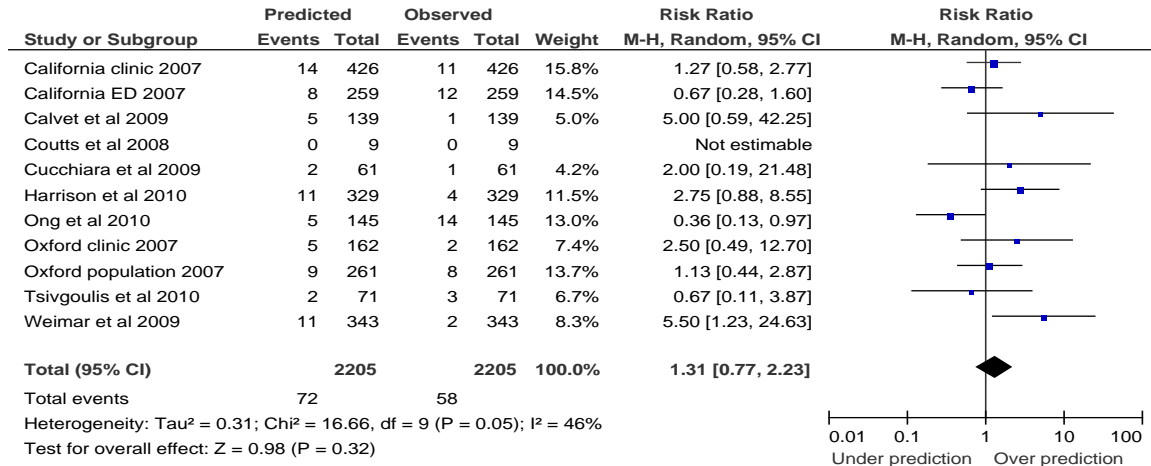 Predicted Observed Risk Ratio Risk Ratio
Study or Subgroup Events Total Events Total Weight M-H, Random, 95% CI M-H, Random, 95% CI
California clinic 2007 14 426 11 426 15.8% 1.27 [0.58, 2.77]
California ED 2007 8 259 12 259 14.5% 0.67 [0.28, 1.60]
Calvet et al 2009 5 139 1 139 5.0% 5.00 [0.59, 42.25]
Coutts et al 2008 0 9 0 9 Not estimable
Cucchiara et al 2009 2 61 1 61 4.2% 2.00 [0.19, 21.48]
Harrison et al 2010 11 329 4 329 11.5% 2.75 [0.88, 8.55]
Ong et al 2010 5 145 14 145 13.0% 0.36 [0.13, 0.97]
Oxford clinic 2007 5 162 2 162 7.4% 2.50 [0.49, 12.70]
Oxford population 2007 9 261 8 261 13.7% 1.13 [0.44, 2.87]
Tsivgoulis et al 2010 2 71 3 71 6.7% 0.67 [0.11, 3.87]
Weimar et al 2009 11 343 2 343 8.3% 5.50 [1.23, 24.63]
Total (95% CI) 2205 2205 100.0% 1.31 [0.77, 2.23]
Total events 72 58
Heterogeneity: Tau² = 0.31; Chi² = 16.66, df = 9 (P = 0.05); I² = 46%
Test for overall effect: Z = 0.98 (P = 0.32)
0.01 0.1 1 10 100
Under prediction Over prediction